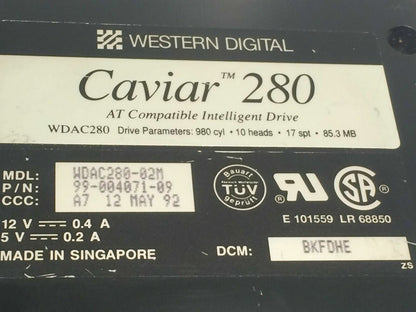 WESTERN DIGITAL
Caviar™ 280
AT Compatible Intelligent Drive
WDAC280 Drive Parameters: 980 cyl • 10 heads • 17 spt • 85.3 MB
MDL: WDAC280-02M
P/N: 99-004071-09
CCC: A7 12 MAY 92
12 V ⎓ 0.4 A
5 V ⎓ 0.2 A
MADE IN SINGAPORE
Bauart
TÜV
geprüft
RU
SA
E 101559 LR 68850
DCM: BKFDHE
ZS